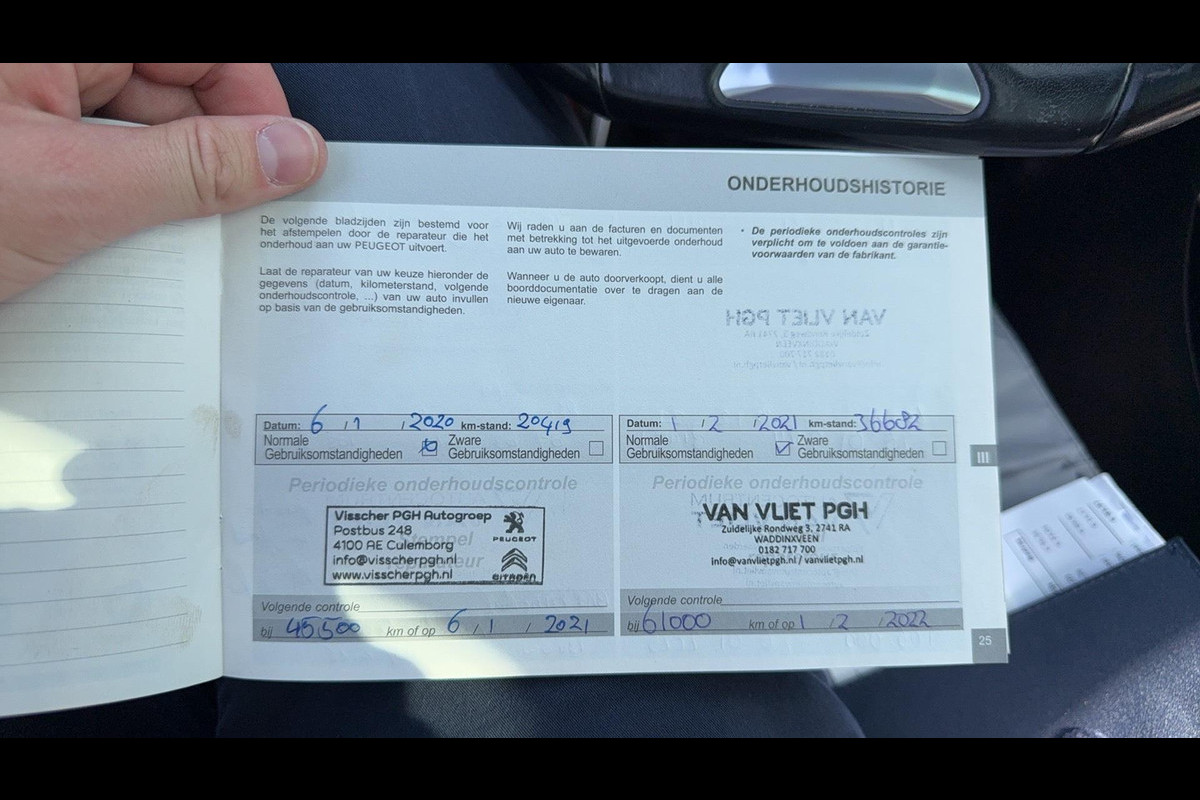 ONDERHOUDSHISTORIE
De volgende bladzijden zijn bestemd voor
het afstempelen door de reparateur die het
onderhoud aan uw PEUGEOT uitvoert.
Laat de reparateur van uw keuze hieronder de
gegevens (datum, kilometerstand, volgende
onderhoudscontrole, ...) van uw auto invullen
op basis van de gebruiksomstandigheden.
Wij raden u aan de facturen en documenten
met betrekking tot het uitgevoerde onderhoud
aan uw auto te bewaren.
Wanneer u de auto doorverkoopt, dient u alle
boorddocumentatie over te dragen aan de
nieuwe eigenaar.
• De periodieke onderhoudscontroles zijn
verplicht om te voldoen aan de garantie-
voorwaarden van de fabrikant.
VAN VLIET PGH
Datum: 6 / 1 / 2020 km-stand: 20419
Normale
Gebruiksomstandigheden
Zware
Gebruiksomstandigheden
Periodieke onderhoudscontrole
Stempel
reparateur
Visscher PGH Autogroep
Postbus 248
4100 AE Culemborg
info@visscherpgh.nl
www.visscherpgh.nl
PEUGEOT
CITROËN
Volgende controle
bij 45500 km of op 6 / 1 / 2021
Datum: 1 / 2 / 2021 km-stand: 36602
Normale
Gebruiksomstandigheden
Zware
Gebruiksomstandigheden
Periodieke onderhoudscontrole
VAN VLIET PGH
Zuidelijke Rondweg 3, 2741 RA
WADDINXVEEN
0182 717 700
info@vanvlietpgh.nl / vanvlietpgh.nl
Volgende controle
bij 61000 km of op 1 / 2 / 2022
III
25